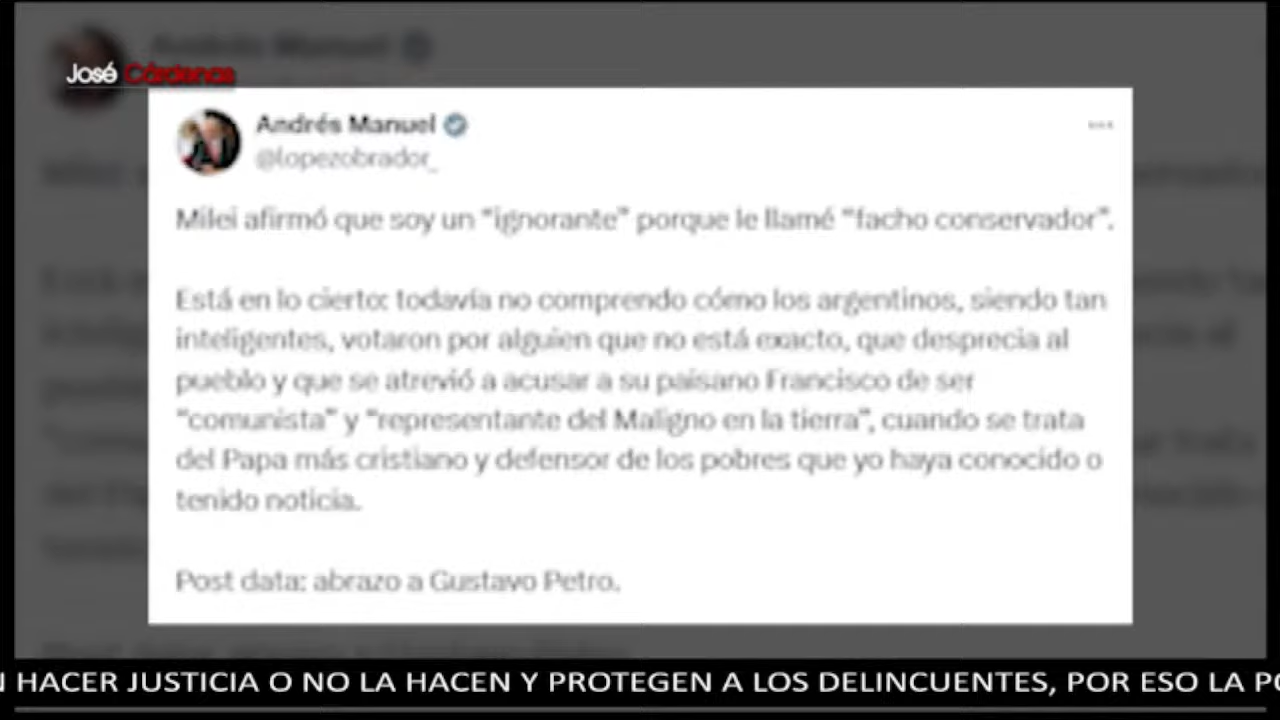 José Cárdenas
Andrés Manuel
@lopezobrador_
Milei afirmó que soy un “ignorante” porque le llamé “facho conservador”.
Está en lo cierto: todavía no comprendo cómo los argentinos, siendo tan
inteligentes, votaron por alguien que no está exacto, que desprecia al
pueblo y que se atrevió a acusar a su paisano Francisco de ser
“comunista” y “representante del Maligno en la tierra”, cuando se trata
del Papa más cristiano y defensor de los pobres que yo haya conocido o
tenido noticia.
Post data: abrazo a Gustavo Petro.
N HACER JUSTICIA O NO LA HACEN Y PROTEGEN A LOS DELINCUENTES, POR ESO LA PO